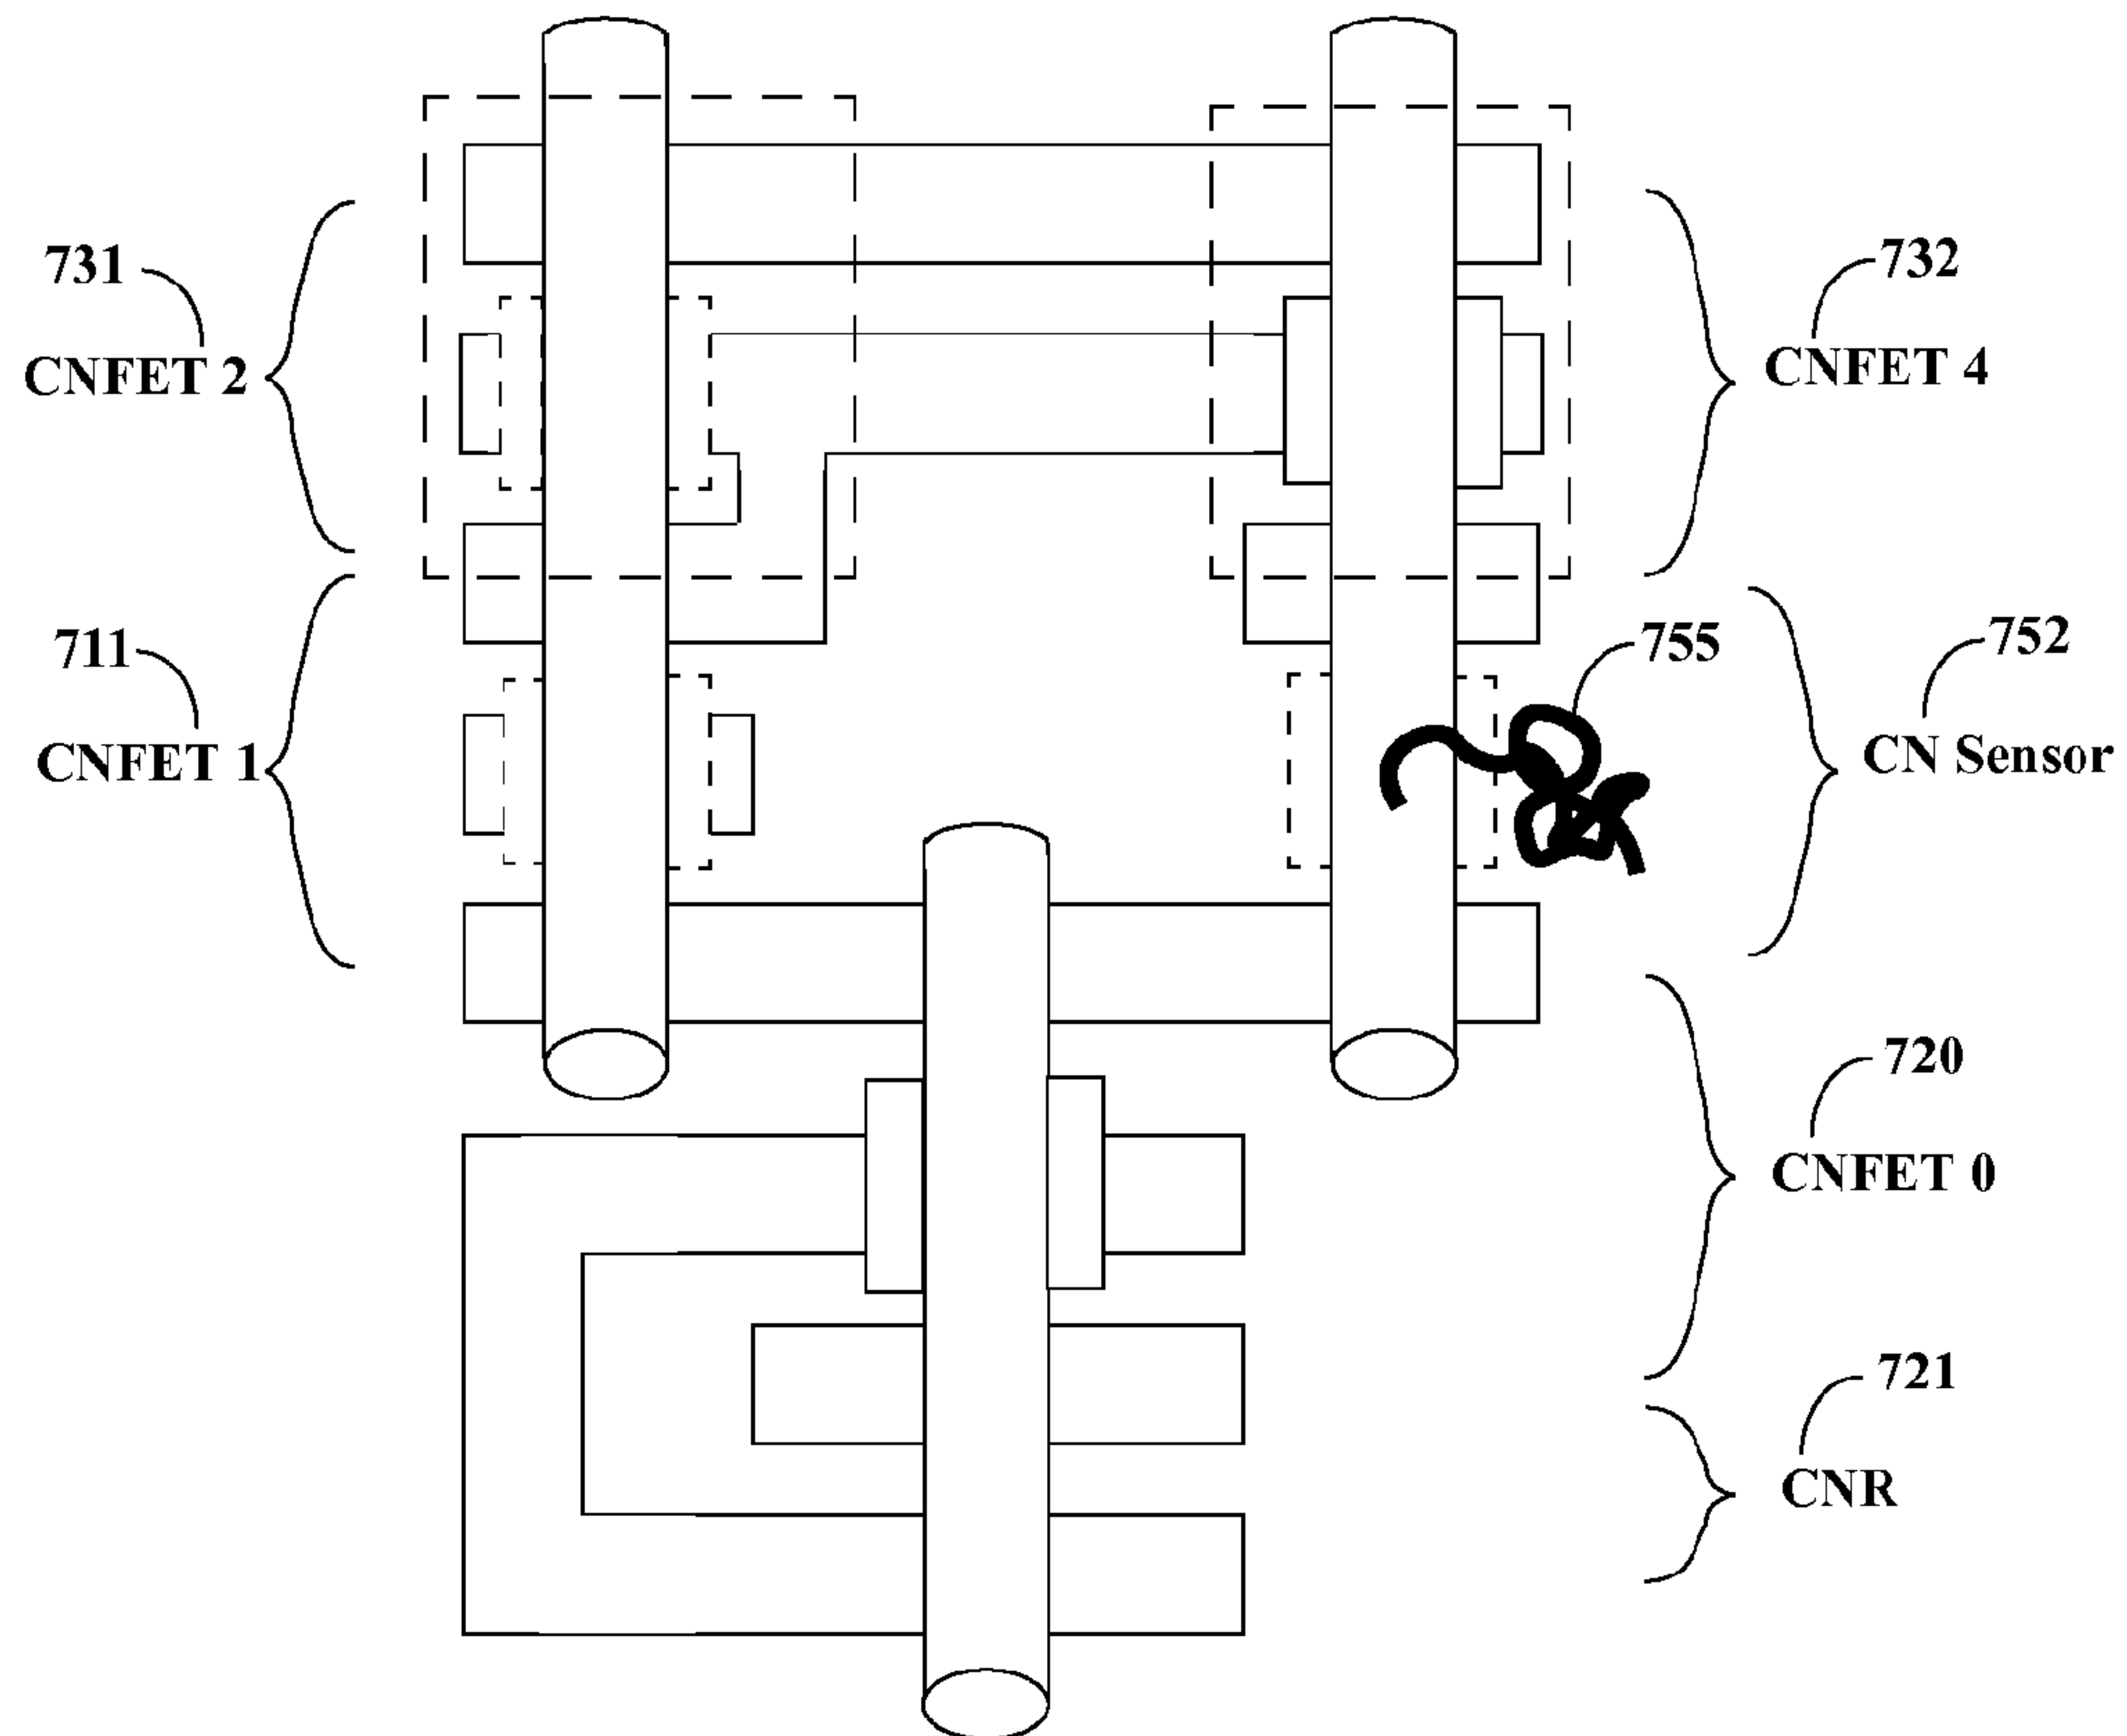 731
CNFET 2
732
CNFET 4
711
CNFET 1
755
752
CN Sensor
720
CNFET 0
721
CNR